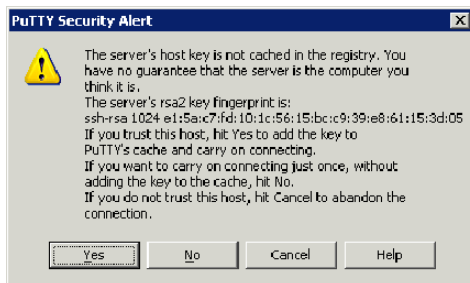 PuTTY Security Alert
The server's host key is not cached in the registry. You
have no guarantee that the server is the computer you
think it is.
The server's rsa2 key fingerprint is:
ssh-rsa 1024 e1:5a:c7:fd:10:1c:56:15:bc:c9:39:e8:61:15:3d:05
If you trust this host, hit Yes to add the key to
PuTTY's cache and carry on connecting.
If you want to carry on connecting just once, without
adding the key to the cache, hit No.
If you do not trust this host, hit Cancel to abandon the
connection.
Yes No Cancel Help